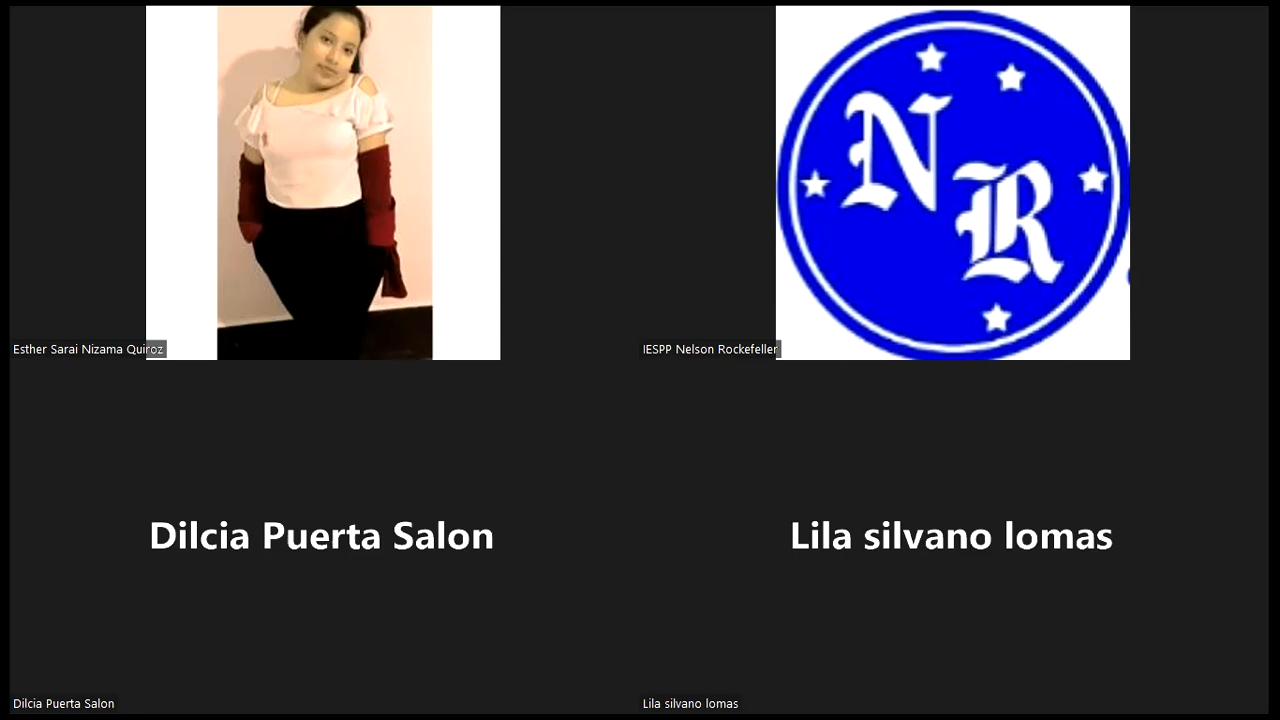 N
R
Esther Sarai Nizama Quiroz
IESPP Nelson Rockefeller
Dilcia Puerta Salon
Lila silvano lomas
Dilcia Puerta Salon
Lila silvano lomas